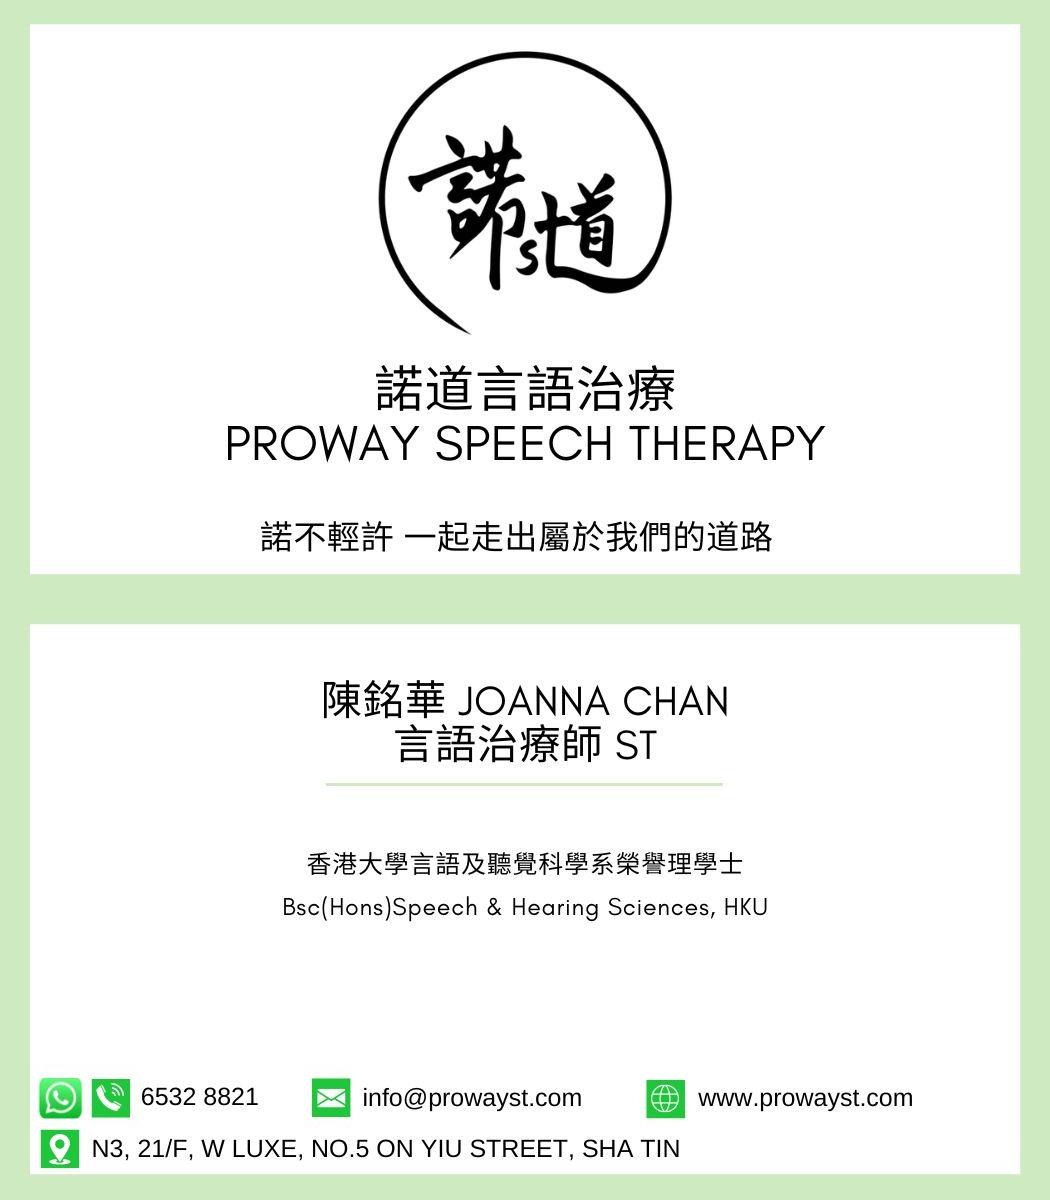 諾st道
諾道言語治療
PROWAY SPEECH THERAPY
諾不輕許 一起走出屬於我們的道路
陳銘華 JOANNA CHAN
言語治療師 ST
香港大學言語及聽覺科學系榮譽理學士
Bsc(Hons)Speech & Hearing Sciences, HKU
6532 8821 info@prowayst.com www.prowayst.com
N3, 21/F, W LUXE, NO.5 ON YIU STREET, SHA TIN